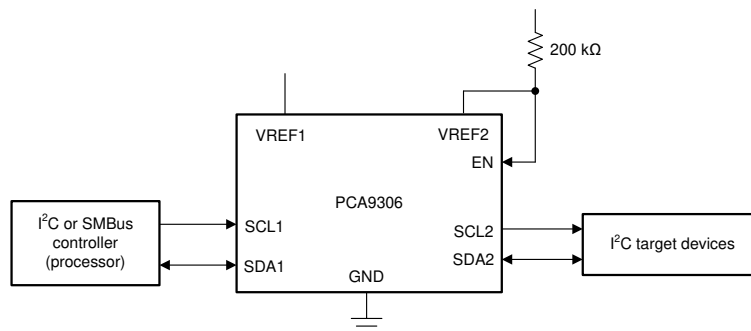 200 kΩ
VREF1
VREF2
EN
PCA9306
I²C or SMBus
controller
(processor)
SCL1
SDA1
SCL2
SDA2
I²C target devices
GND